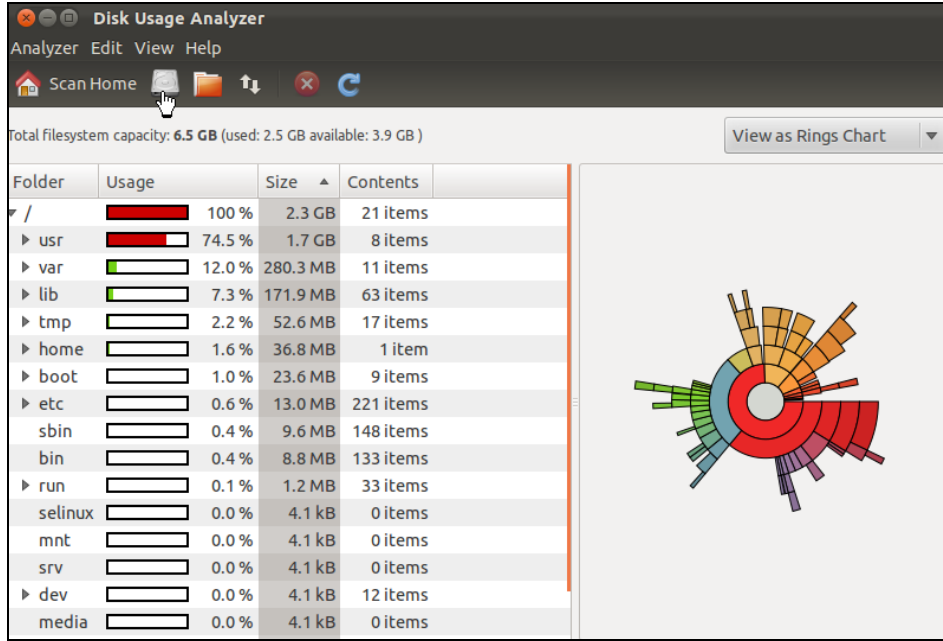 Disk Usage Analyzer
Analyzer Edit View Help
Scan Home
Total filesystem capacity: 6.5 GB (used: 2.5 GB available: 3.9 GB )
View as Rings Chart
Folder Usage Size Contents
/ 100 % 2.3 GB 21 items
usr 74.5 % 1.7 GB 8 items
var 12.0 % 280.3 MB 11 items
lib 7.3 % 171.9 MB 63 items
tmp 2.2 % 52.6 MB 17 items
home 1.6 % 36.8 MB 1 item
boot 1.0 % 23.6 MB 9 items
etc 0.6 % 13.0 MB 221 items
sbin 0.4 % 9.6 MB 148 items
bin 0.4 % 8.8 MB 133 items
run 0.1 % 1.2 MB 33 items
selinux 0.0 % 4.1 kB 0 items
mnt 0.0 % 4.1 kB 0 items
srv 0.0 % 4.1 kB 0 items
dev 0.0 % 4.1 kB 12 items
media 0.0 % 4.1 kB 0 items